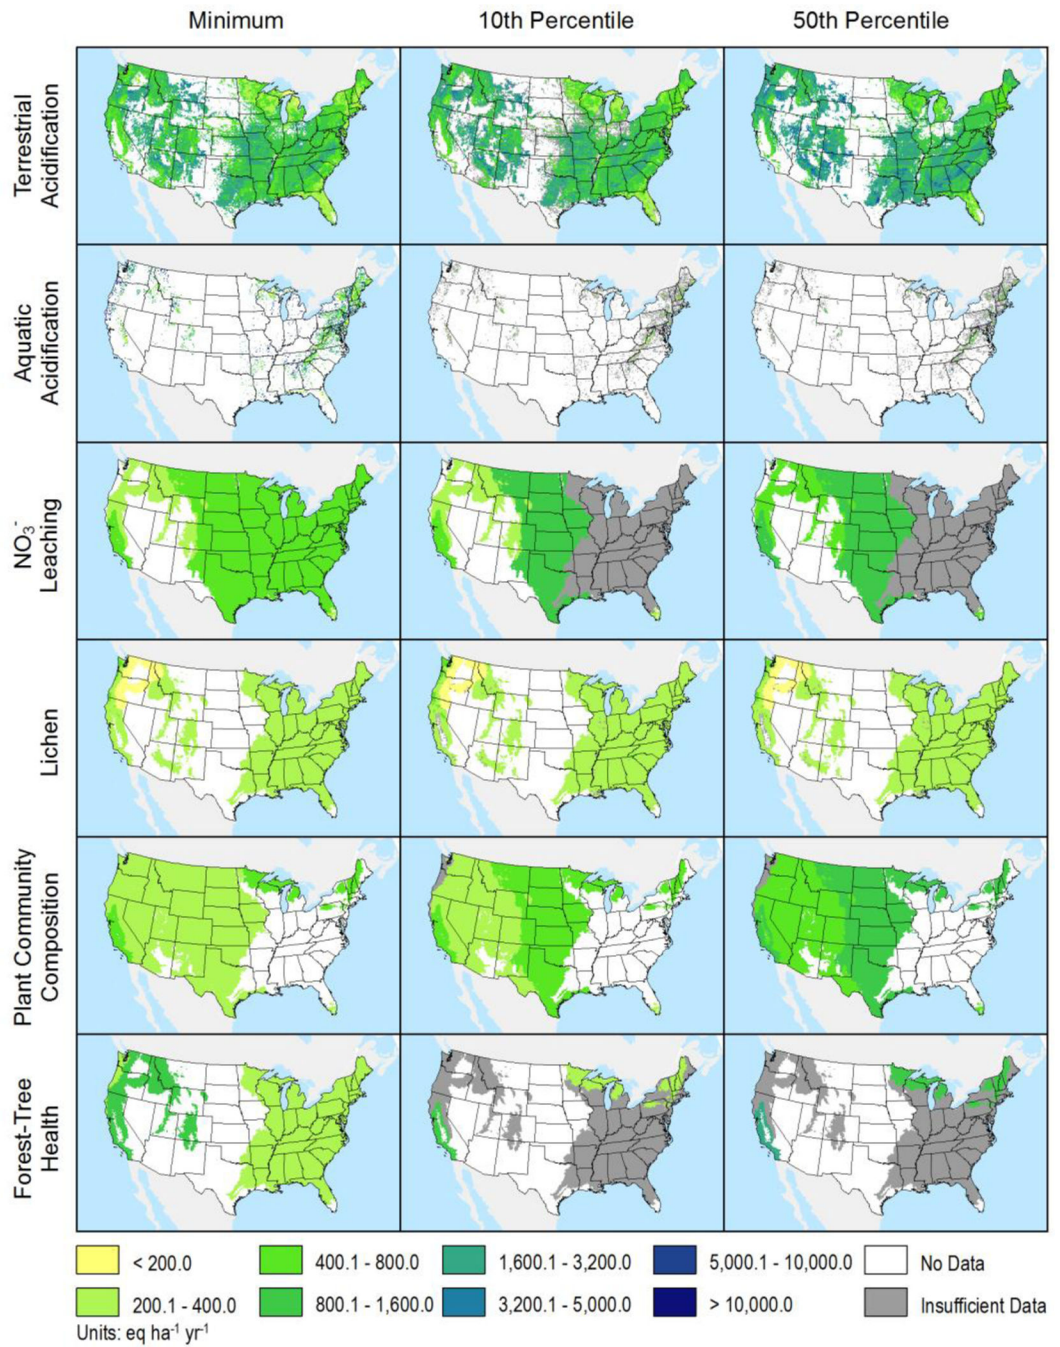 Minimum
10th Percentile
50th Percentile
Terrestrial
Acidification
Aquatic
Acidification
NO₃⁻
Leaching
Lichen
Plant Community
Composition
Forest-Tree
Health
< 200.0
400.1 - 800.0
1,600.1 - 3,200.0
5,000.1 - 10,000.0
No Data
200.1 - 400.0
800.1 - 1,600.0
3,200.1 - 5,000.0
> 10,000.0
Insufficient Data
Units: eq ha⁻¹ yr⁻¹